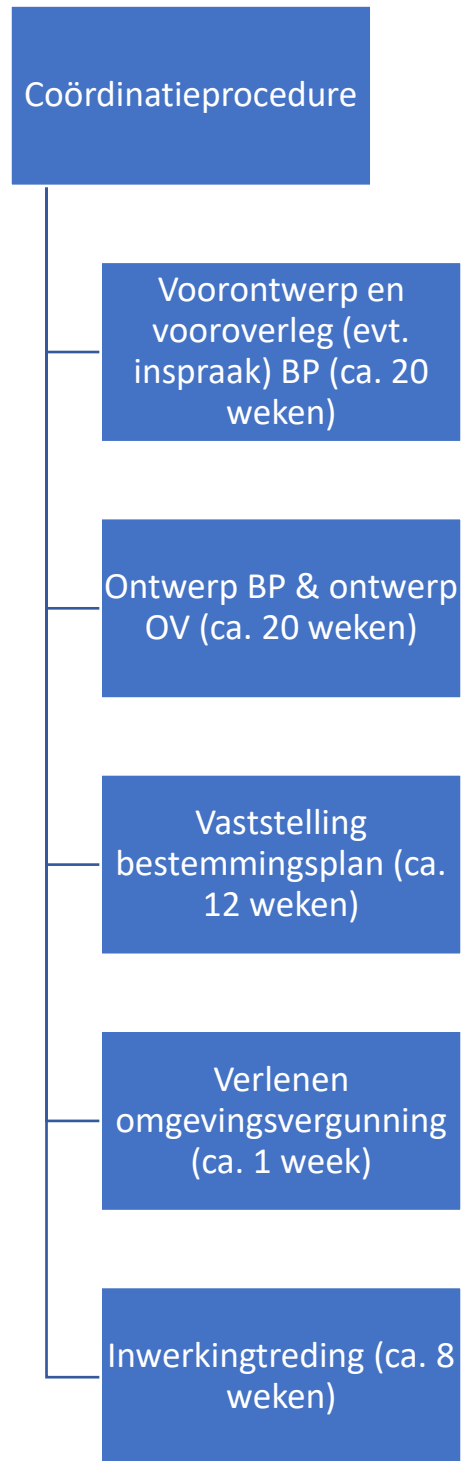 Coördinatieprocedure
Voorontwerp en
vooroverleg (evt.
inspraak) BP (ca. 20
weken)
Ontwerp BP & ontwerp
OV (ca. 20 weken)
Vaststelling
bestemmingsplan (ca.
12 weken)
Verlenen
omgevingsvergunning
(ca. 1 week)
Inwerkingtreding (ca. 8
weken)